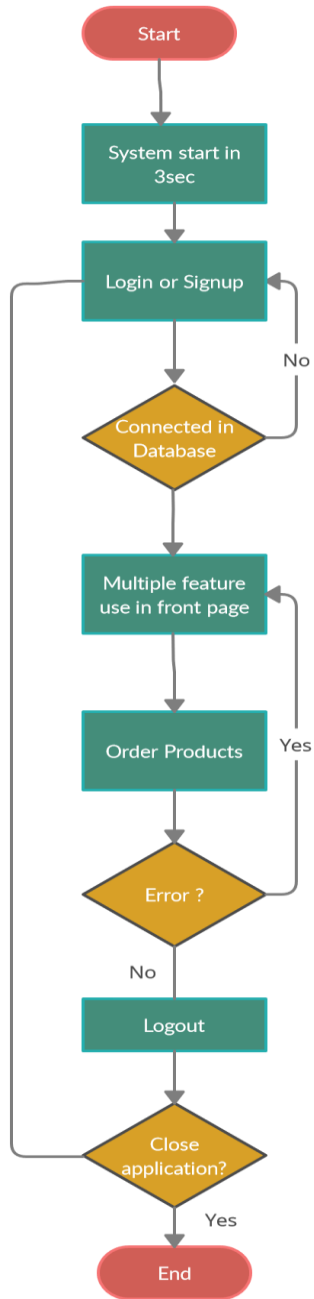 Start
System start in
3sec
Login or Signup
No
Connected in
Database
Multiple feature
use in front page
Order Products
Yes
Error ?
No
Logout
Close
application?
Yes
End